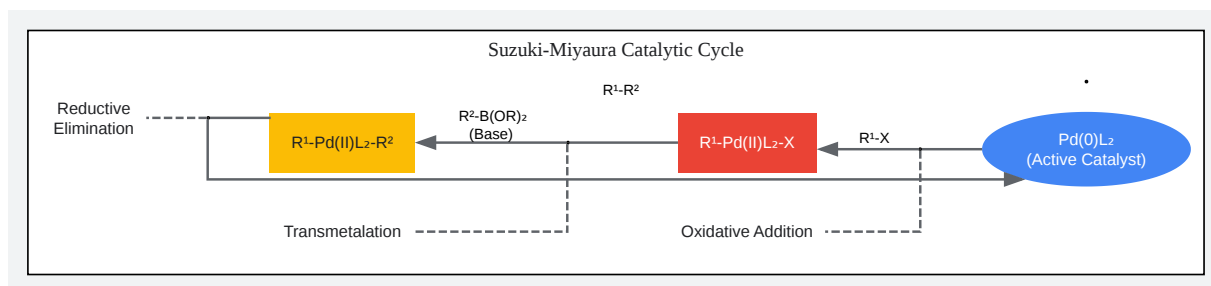 Suzuki-Miyaura Catalytic Cycle
R¹-R²
Reductive
Elimination
R¹-Pd(II)L₂-R²
R²-B(OR)₂
(Base)
R¹-Pd(II)L₂-X
R¹-X
Pd(0)L₂
(Active Catalyst)
Transmetalation
Oxidative Addition